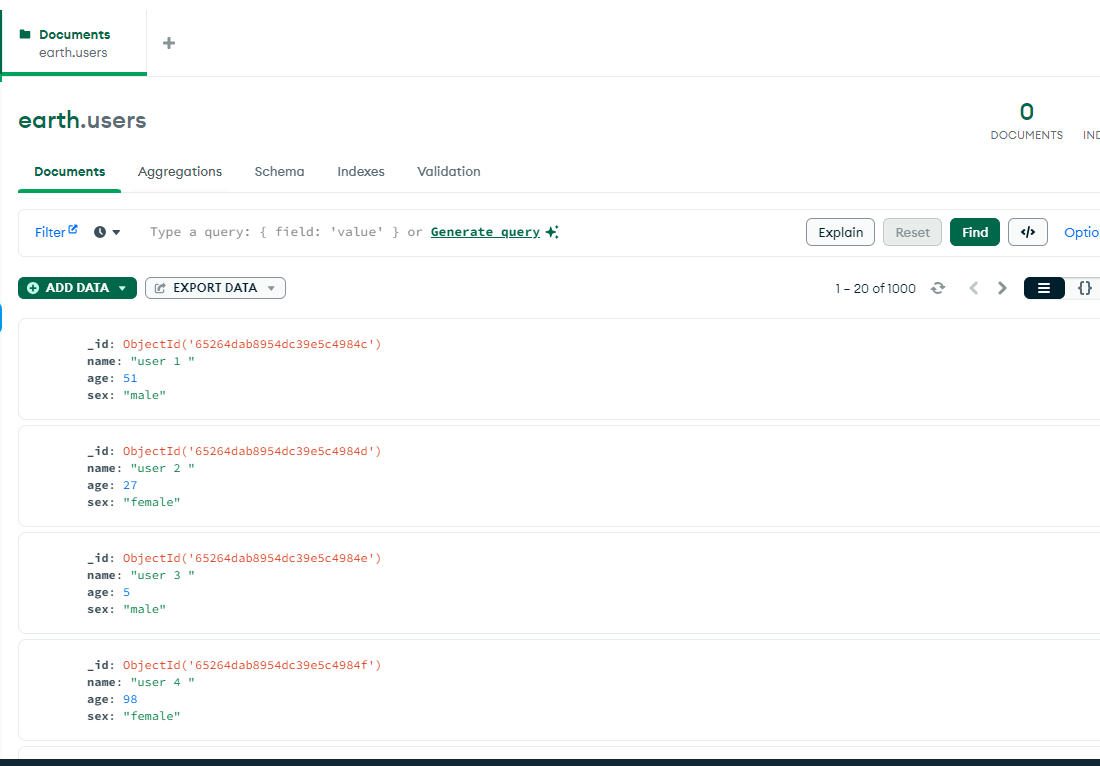 Documents
earth.users
earth.users
0
DOCUMENTS
IND
Documents Aggregations Schema Indexes Validation
Filter Type a query: { field: 'value' } or Generate query Explain Reset Find </> Optio
ADD DATA EXPORT DATA 1 – 20 of 1000 {}
_id: ObjectId('65264dab8954dc39e5c4984c')
name: "user 1 "
age: 51
sex: "male"
_id: ObjectId('65264dab8954dc39e5c4984d')
name: "user 2 "
age: 27
sex: "female"
_id: ObjectId('65264dab8954dc39e5c4984e')
name: "user 3 "
age: 5
sex: "male"
_id: ObjectId('65264dab8954dc39e5c4984f')
name: "user 4 "
age: 98
sex: "female"